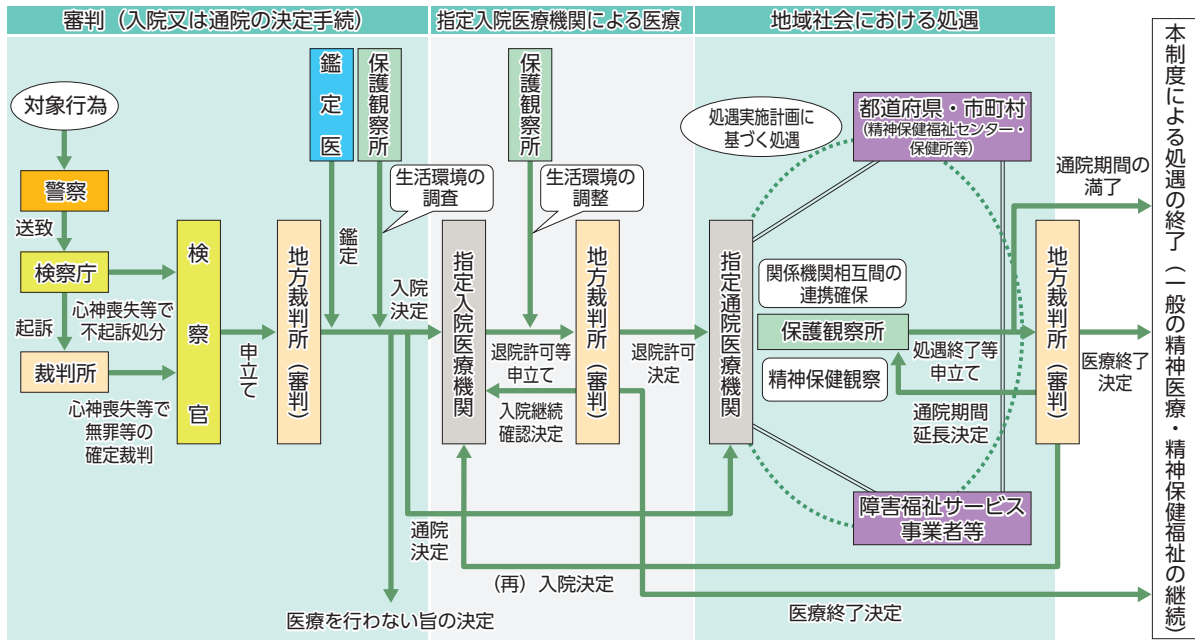 審判（入院又は通院の決定手続）
指定入院医療機関による医療
地域社会における処遇
対象行為
警察
送致
検察庁
起訴
心神喪失等で
不起訴処分
裁判所
心神喪失等で
無罪等の
確定裁判
検察官
申立て
地方裁判所（審判）
鑑定医
保護観察所
生活環境の
調査
鑑定
入院
決定
通院
決定
医療を行わない旨の決定
指定入院医療機関
保護観察所
生活環境の
調整
退院許可等
申立て
入院継続
確認決定
地方裁判所（審判）
退院許可
決定
（再）入院決定
医療終了決定
処遇実施計画に
基づく処遇
都道府県・市町村
（精神保健福祉センター・
保健所等）
指定通院医療機関
関係機関相互間の
連携確保
保護観察所
精神保健観察
処遇終了等
申立て
通院期間
延長決定
障害福祉サービス
事業者等
地方裁判所（審判）
通院期間の
満了
医療終了
決定
本制度による処遇の終了（一般の精神医療・精神保健福祉の継続）